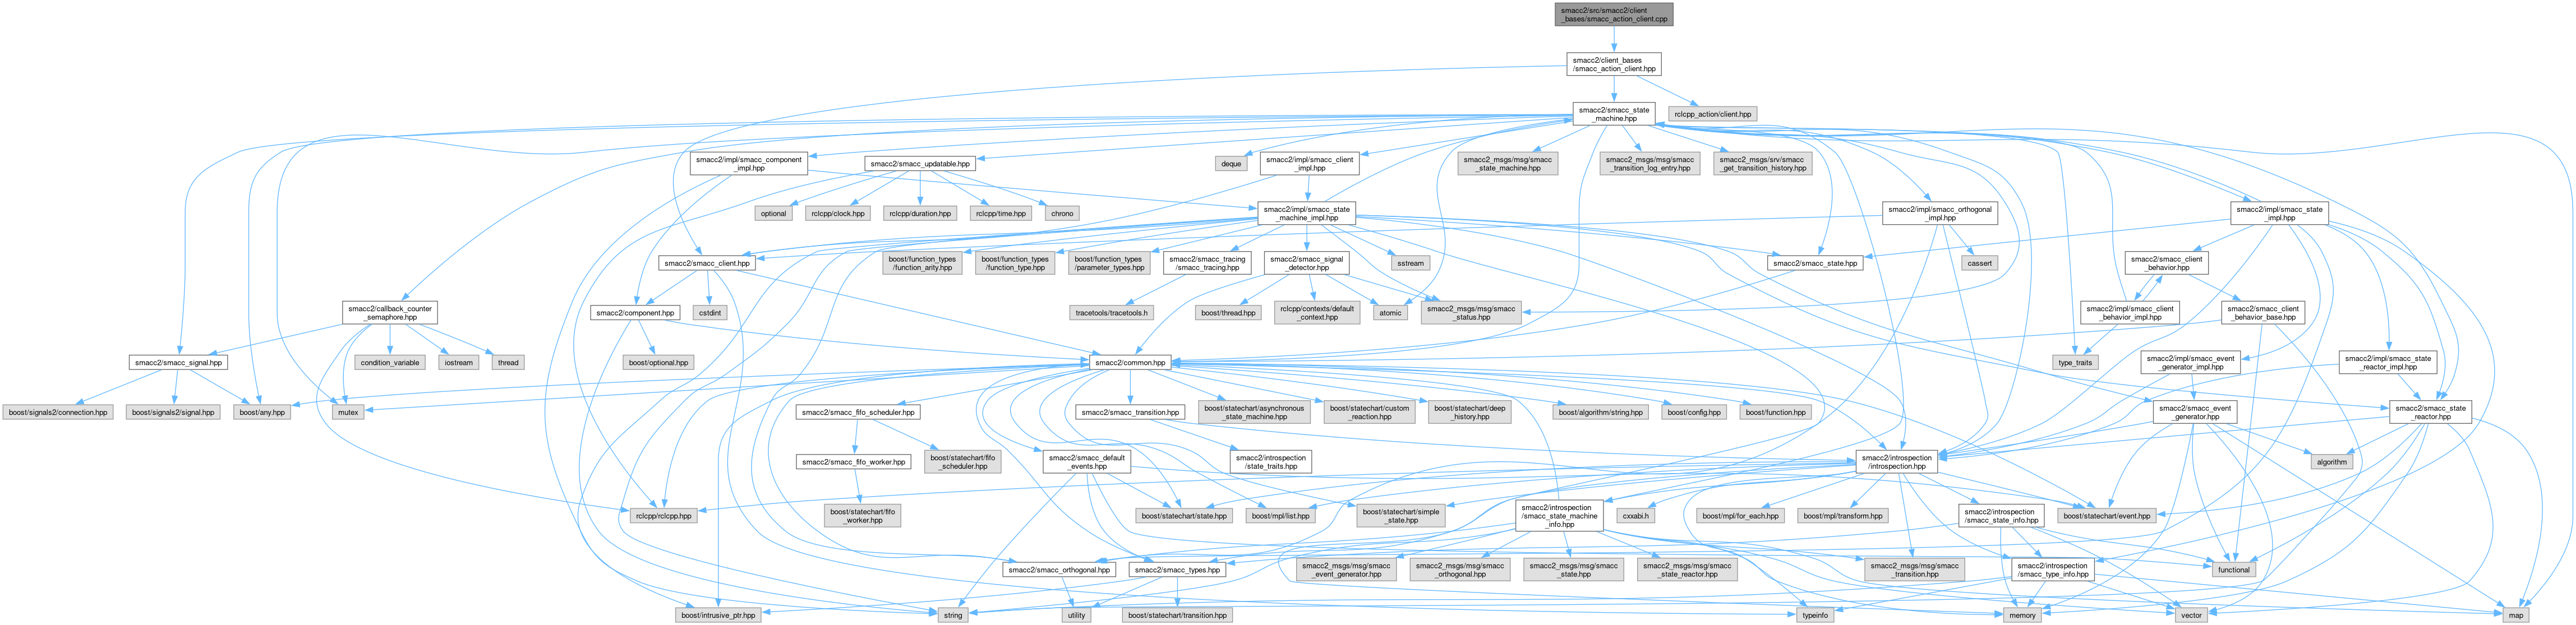 smacc2/src/smacc2/client
_bases/smacc_action_client.cpp
smacc2/client_bases
/smacc_action_client.hpp
smacc2/smacc_state
_machine.hpp
rclcpp_action/client.hpp
smacc2/impl/smacc_component
_impl.hpp
smacc2/smacc_updatable.hpp
deque
smacc2/impl/smacc_client
_impl.hpp
smacc2_msgs/msg/smacc
_state_machine.hpp
smacc2_msgs/msg/smacc
_transition_log_entry.hpp
smacc2_msgs/srv/smacc
_get_transition_history.hpp
optional
rclcpp/clock.hpp
rclcpp/duration.hpp
rclcpp/time.hpp
chrono
smacc2/impl/smacc_state
_machine_impl.hpp
smacc2/impl/smacc_orthogonal
_impl.hpp
smacc2/impl/smacc_state
_impl.hpp
smacc2/smacc_client.hpp
boost/function_types
/function_arity.hpp
boost/function_types
/function_type.hpp
boost/function_types
/parameter_types.hpp
smacc2/smacc_tracing
/smacc_tracing.hpp
smacc2/smacc_signal
_detector.hpp
sstream
smacc2/smacc_state.hpp
cassert
smacc2/smacc_client
_behavior.hpp
smacc2/callback_counter
_semaphore.hpp
smacc2/component.hpp
cstdint
tracetools/tracetools.h
boost/thread.hpp
rclcpp/contexts/default
_context.hpp
atomic
smacc2_msgs/msg/smacc
_status.hpp
smacc2/impl/smacc_client
_behavior_impl.hpp
smacc2/smacc_client
_behavior_base.hpp
smacc2/smacc_signal.hpp
condition_variable
iostream
thread
boost/optional.hpp
smacc2/common.hpp
type_traits
smacc2/impl/smacc_event
_generator_impl.hpp
smacc2/impl/smacc_state
_reactor_impl.hpp
boost/signals2/connection.hpp
boost/signals2/signal.hpp
boost/any.hpp
mutex
smacc2/smacc_fifo_scheduler.hpp
smacc2/smacc_transition.hpp
boost/statechart/asynchronous
_state_machine.hpp
boost/statechart/custom
_reaction.hpp
boost/statechart/deep
_history.hpp
boost/algorithm/string.hpp
boost/config.hpp
boost/function.hpp
smacc2/smacc_event
_generator.hpp
smacc2/smacc_state
_reactor.hpp
smacc2/smacc_fifo_worker.hpp
boost/statechart/fifo
_scheduler.hpp
smacc2/smacc_default
_events.hpp
smacc2/introspection
/state_traits.hpp
smacc2/introspection
/introspection.hpp
algorithm
rclcpp/rclcpp.hpp
boost/statechart/fifo
_worker.hpp
boost/statechart/state.hpp
boost/mpl/list.hpp
boost/statechart/simple
_state.hpp
smacc2/introspection
/smacc_state_machine
_info.hpp
cxxabi.h
boost/mpl/for_each.hpp
boost/mpl/transform.hpp
smacc2/introspection
/smacc_state_info.hpp
boost/statechart/event.hpp
smacc2/smacc_orthogonal.hpp
smacc2/smacc_types.hpp
smacc2_msgs/msg/smacc
_event_generator.hpp
smacc2_msgs/msg/smacc
_orthogonal.hpp
smacc2_msgs/msg/smacc
_state.hpp
smacc2_msgs/msg/smacc
_state_reactor.hpp
smacc2_msgs/msg/smacc
_transition.hpp
smacc2/introspection
/smacc_type_info.hpp
functional
boost/intrusive_ptr.hpp
string
utility
boost/statechart/transition.hpp
typeinfo
memory
vector
map